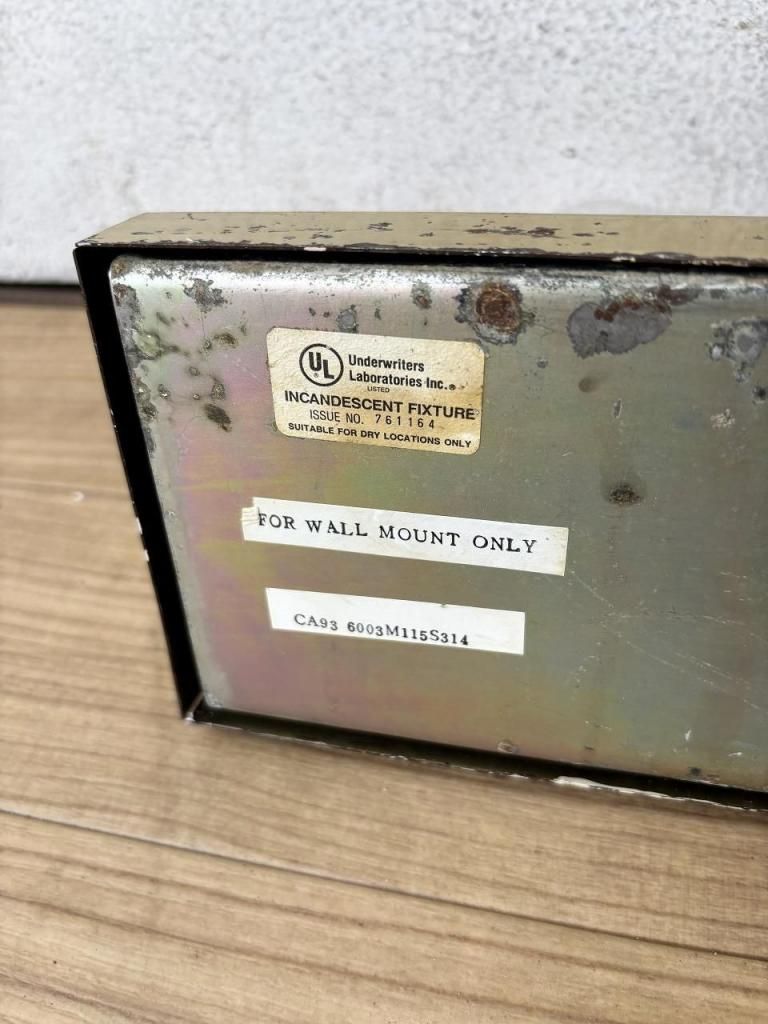 UL
Underwriters
Laboratories Inc.®
LISTED
INCANDESCENT FIXTURE
ISSUE NO. 761164
SUITABLE FOR DRY LOCATIONS ONLY
FOR WALL MOUNT ONLY
CA93 6003M115S314